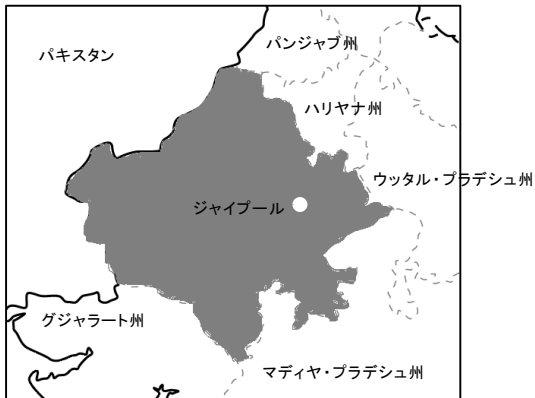 パンジャブ州
パキスタン
ハリヤナ州
ウッタル・プラデシュ州
ジャイプール
グジャラート州
マディヤ・プラデシュ州